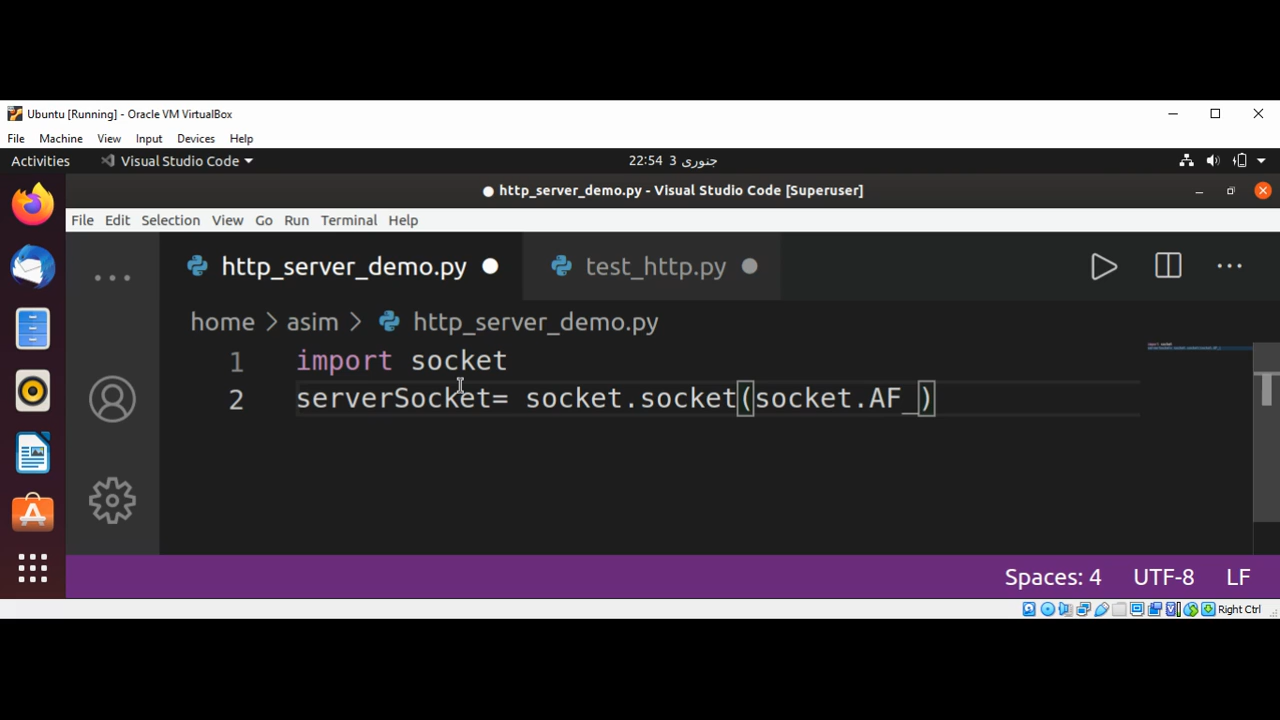 Ubuntu [Running] - Oracle VM VirtualBox
File Machine View Input Devices Help
Activities Visual Studio Code 22:54 3 جنوری
http_server_demo.py - Visual Studio Code [Superuser]
File Edit Selection View Go Run Terminal Help
http_server_demo.py test_http.py
home > asim > http_server_demo.py
1 import socket
2 serverSocket= socket.socket(socket.AF_)
Spaces: 4 UTF-8 LF
Right Ctrl